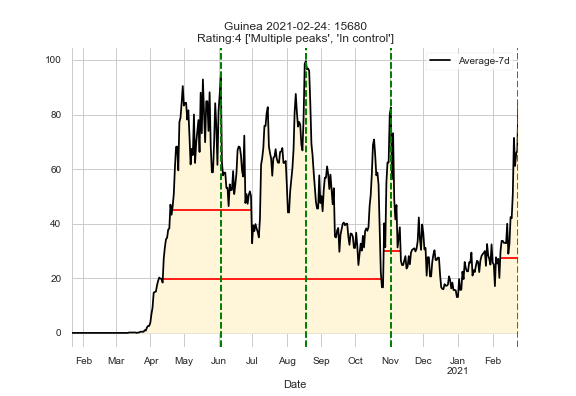 Guinea 2021-02-24: 15680
Rating:4 ['Multiple peaks', 'In control']
Average-7d
100
80
60
40
20
0
Feb Mar Apr May Jun Jul Aug Sep Oct Nov Dec Jan Feb
2021
Date